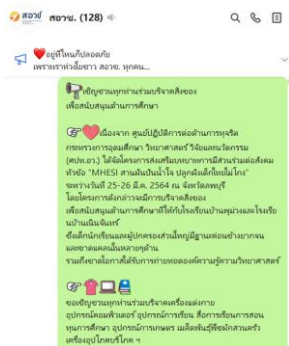 สอวช. (128)
อยู่ที่ไหนก็ปลอดภัย
เพราะเราห่วงใยชาว สอวช. ทุกคน...
เชิญชวนทุกท่านร่วมบริจาคสิ่งของ
เพื่อสนับสนุนด้านการศึกษา
เนื่องจาก ศูนย์ปฏิบัติการต่อต้านการทุจริต
กระทรวงการอุดมศึกษา วิทยาศาสตร์ วิจัยและนวัตกรรม
(ศปท.อว.) ได้จัดโครงการส่งเสริมบทบาทการมีส่วนร่วมต่อสังคม
หัวข้อ "MHESI สานฝันปันน้ำใจ ปลูกฝังเด็กไทยไม่โกง"
ระหว่างวันที่ 25-26 มี.ค. 2564 ณ จังหวัดลพบุรี
โดยโครงการดังกล่าวจะมีการบริจาคสิ่งของ
เพื่อสนับสนุนด้านการศึกษาให้กับโรงเรียนบ้านพุม่วงและโรงเรีย
นบ้านเนินจันทร์
ซึ่งเด็กนักเรียนและผู้ปกครองส่วนใหญ่มีฐานะค่อนข้างยากจน
และขาดแคลนในหลายๆด้าน
รวมถึงขาดโอกาสได้รับการถ่ายทอดองค์ความรู้ความวิทยาศาสตร์
ขอเชิญชวนทุกท่านร่วมบริจาคเครื่องแต่งกาย
อุปกรณ์คอมพิวเตอร์ อุปกรณ์การเรียน สื่อการเรียนการสอน
ทุนการศึกษา อุปกรณ์การเกษตร เมล็ดพันธุ์พืชผักสวนครัว
เครื่องอุปโภคบริโภค ฯ